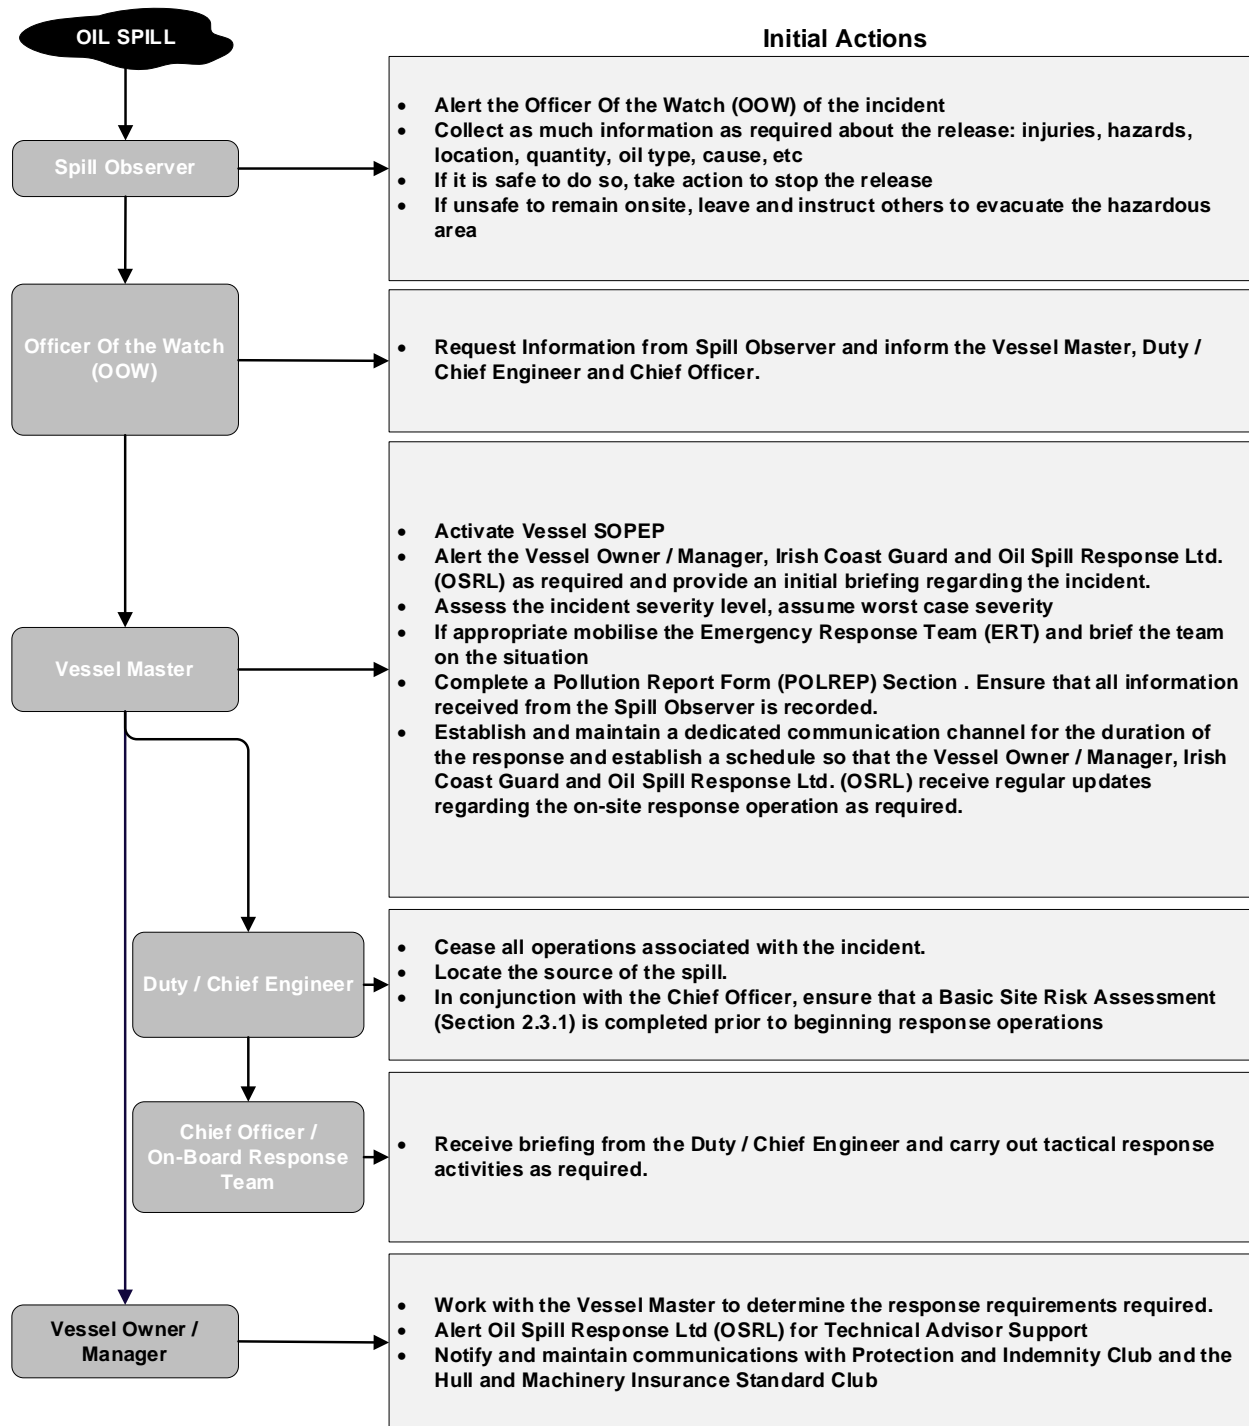 OIL SPILL
Initial Actions
Spill Observer
• Alert the Officer Of the Watch (OOW) of the incident
• Collect as much information as required about the release: injuries, hazards,
location, quantity, oil type, cause, etc
• If it is safe to do so, take action to stop the release
• If unsafe to remain onsite, leave and instruct others to evacuate the hazardous
area
Officer Of the Watch
(OOW)
• Request Information from Spill Observer and inform the Vessel Master, Duty /
Chief Engineer and Chief Officer.
Vessel Master
• Activate Vessel SOPEP
• Alert the Vessel Owner / Manager, Irish Coast Guard and Oil Spill Response Ltd.
(OSRL) as required and provide an initial briefing regarding the incident.
• Assess the incident severity level, assume worst case severity
• If appropriate mobilise the Emergency Response Team (ERT) and brief the team
on the situation
• Complete a Pollution Report Form (POLREP) Section . Ensure that all information
received from the Spill Observer is recorded.
• Establish and maintain a dedicated communication channel for the duration of
the response and establish a schedule so that the Vessel Owner / Manager, Irish
Coast Guard and Oil Spill Response Ltd. (OSRL) receive regular updates
regarding the on-site response operation as required.
Duty / Chief Engineer
• Cease all operations associated with the incident.
• Locate the source of the spill.
• In conjunction with the Chief Officer, ensure that a Basic Site Risk Assessment
(Section 2.3.1) is completed prior to beginning response operations
Chief Officer /
On-Board Response
Team
• Receive briefing from the Duty / Chief Engineer and carry out tactical response
activities as required.
Vessel Owner /
Manager
• Work with the Vessel Master to determine the response requirements required.
• Alert Oil Spill Response Ltd (OSRL) for Technical Advisor Support
• Notify and maintain communications with Protection and Indemnity Club and the
Hull and Machinery Insurance Standard Club